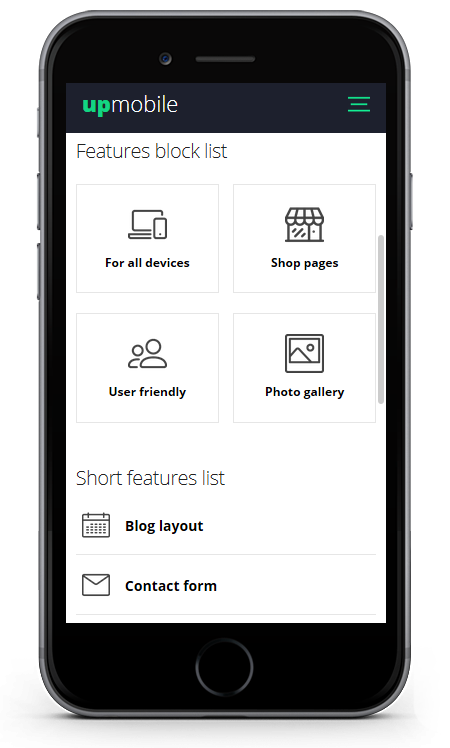 upmobile
Features block list
For all devices
Shop pages
User friendly
Photo gallery
Short features list
Blog layout
Contact form